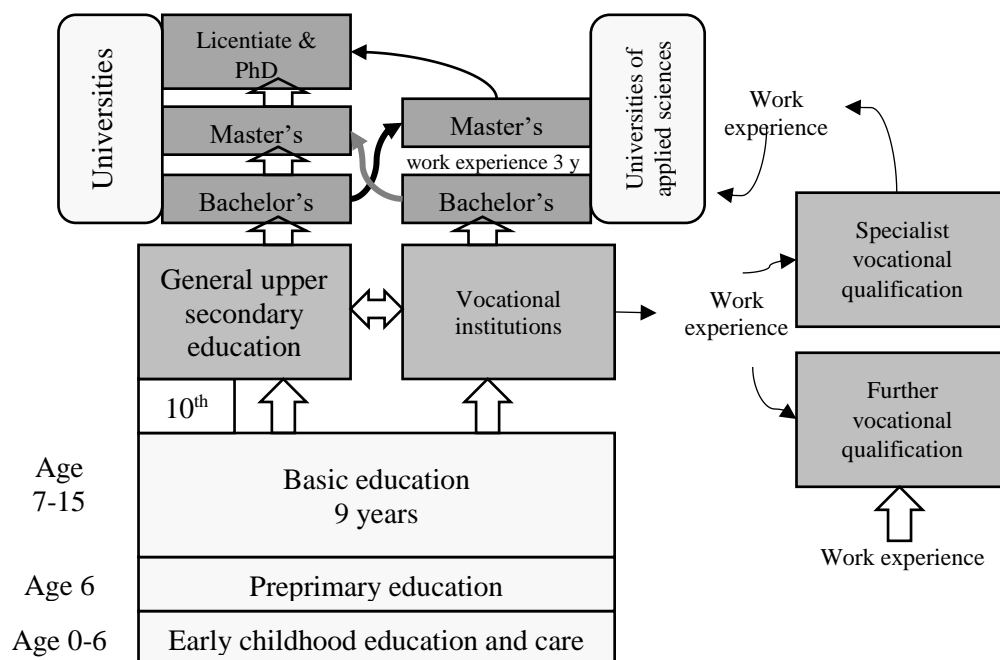 Universities
Licentiate &
PhD
Master's
Bachelor's
Master's
work experience 3 y
Bachelor's
Universities of
applied sciences
Work
experience
General upper
secondary
education
Vocational
institutions
Work
experience
Specialist
vocational
qualification
Further
vocational
qualification
Work experience
10th
Age
7-15
Basic education
9 years
Age 6
Preprimary education
Age 0-6
Early childhood education and care